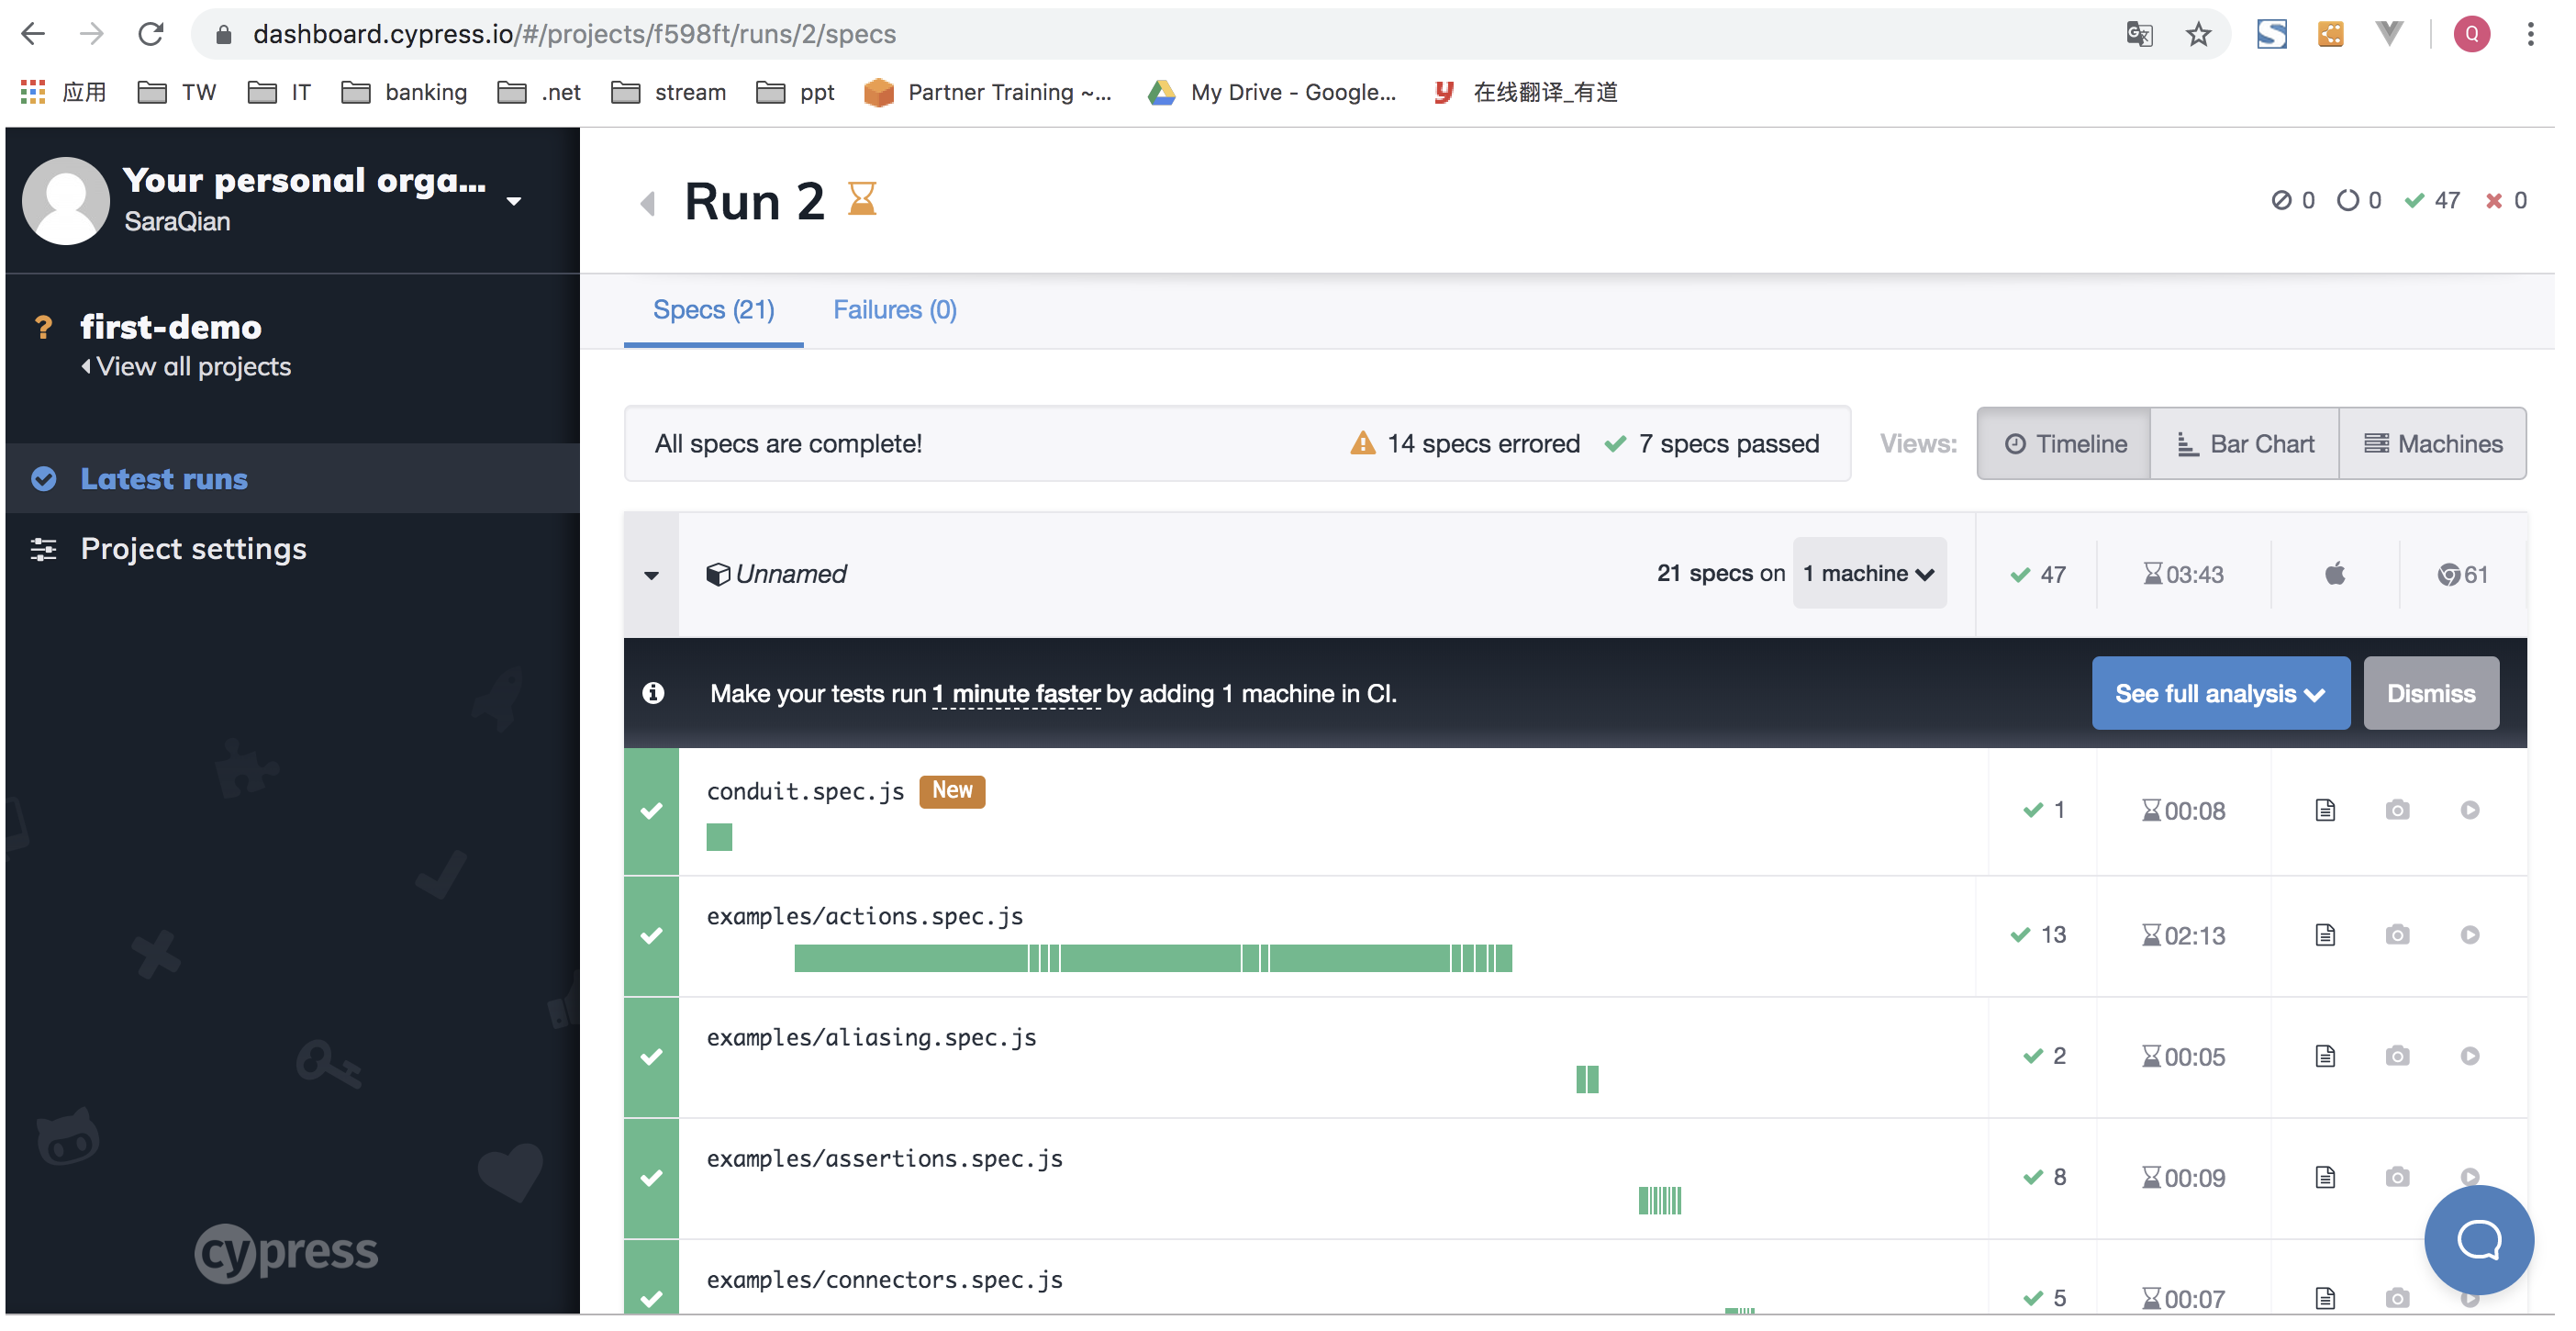 dashboard.cypress.io/#/projects/f598ft/runs/2/specs
Q
应用 TW IT banking .net stream ppt Partner Training ~... My Drive - Google... 在线翻译_有道
Your personal orga...
SaraQian
? first-demo
View all projects
Latest runs
Project settings
cypress
Run 2
0 0 47 0
Specs (21) Failures (0)
All specs are complete! 14 specs errored 7 specs passed
Views: Timeline Bar Chart Machines
Unnamed 21 specs on 1 machine 47 03:43 61
Make your tests run 1 minute faster by adding 1 machine in CI. See full analysis Dismiss
conduit.spec.js New 1 00:08
examples/actions.spec.js 13 02:13
examples/aliasing.spec.js 2 00:05
examples/assertions.spec.js 8 00:09
examples/connectors.spec.js 5 00:07